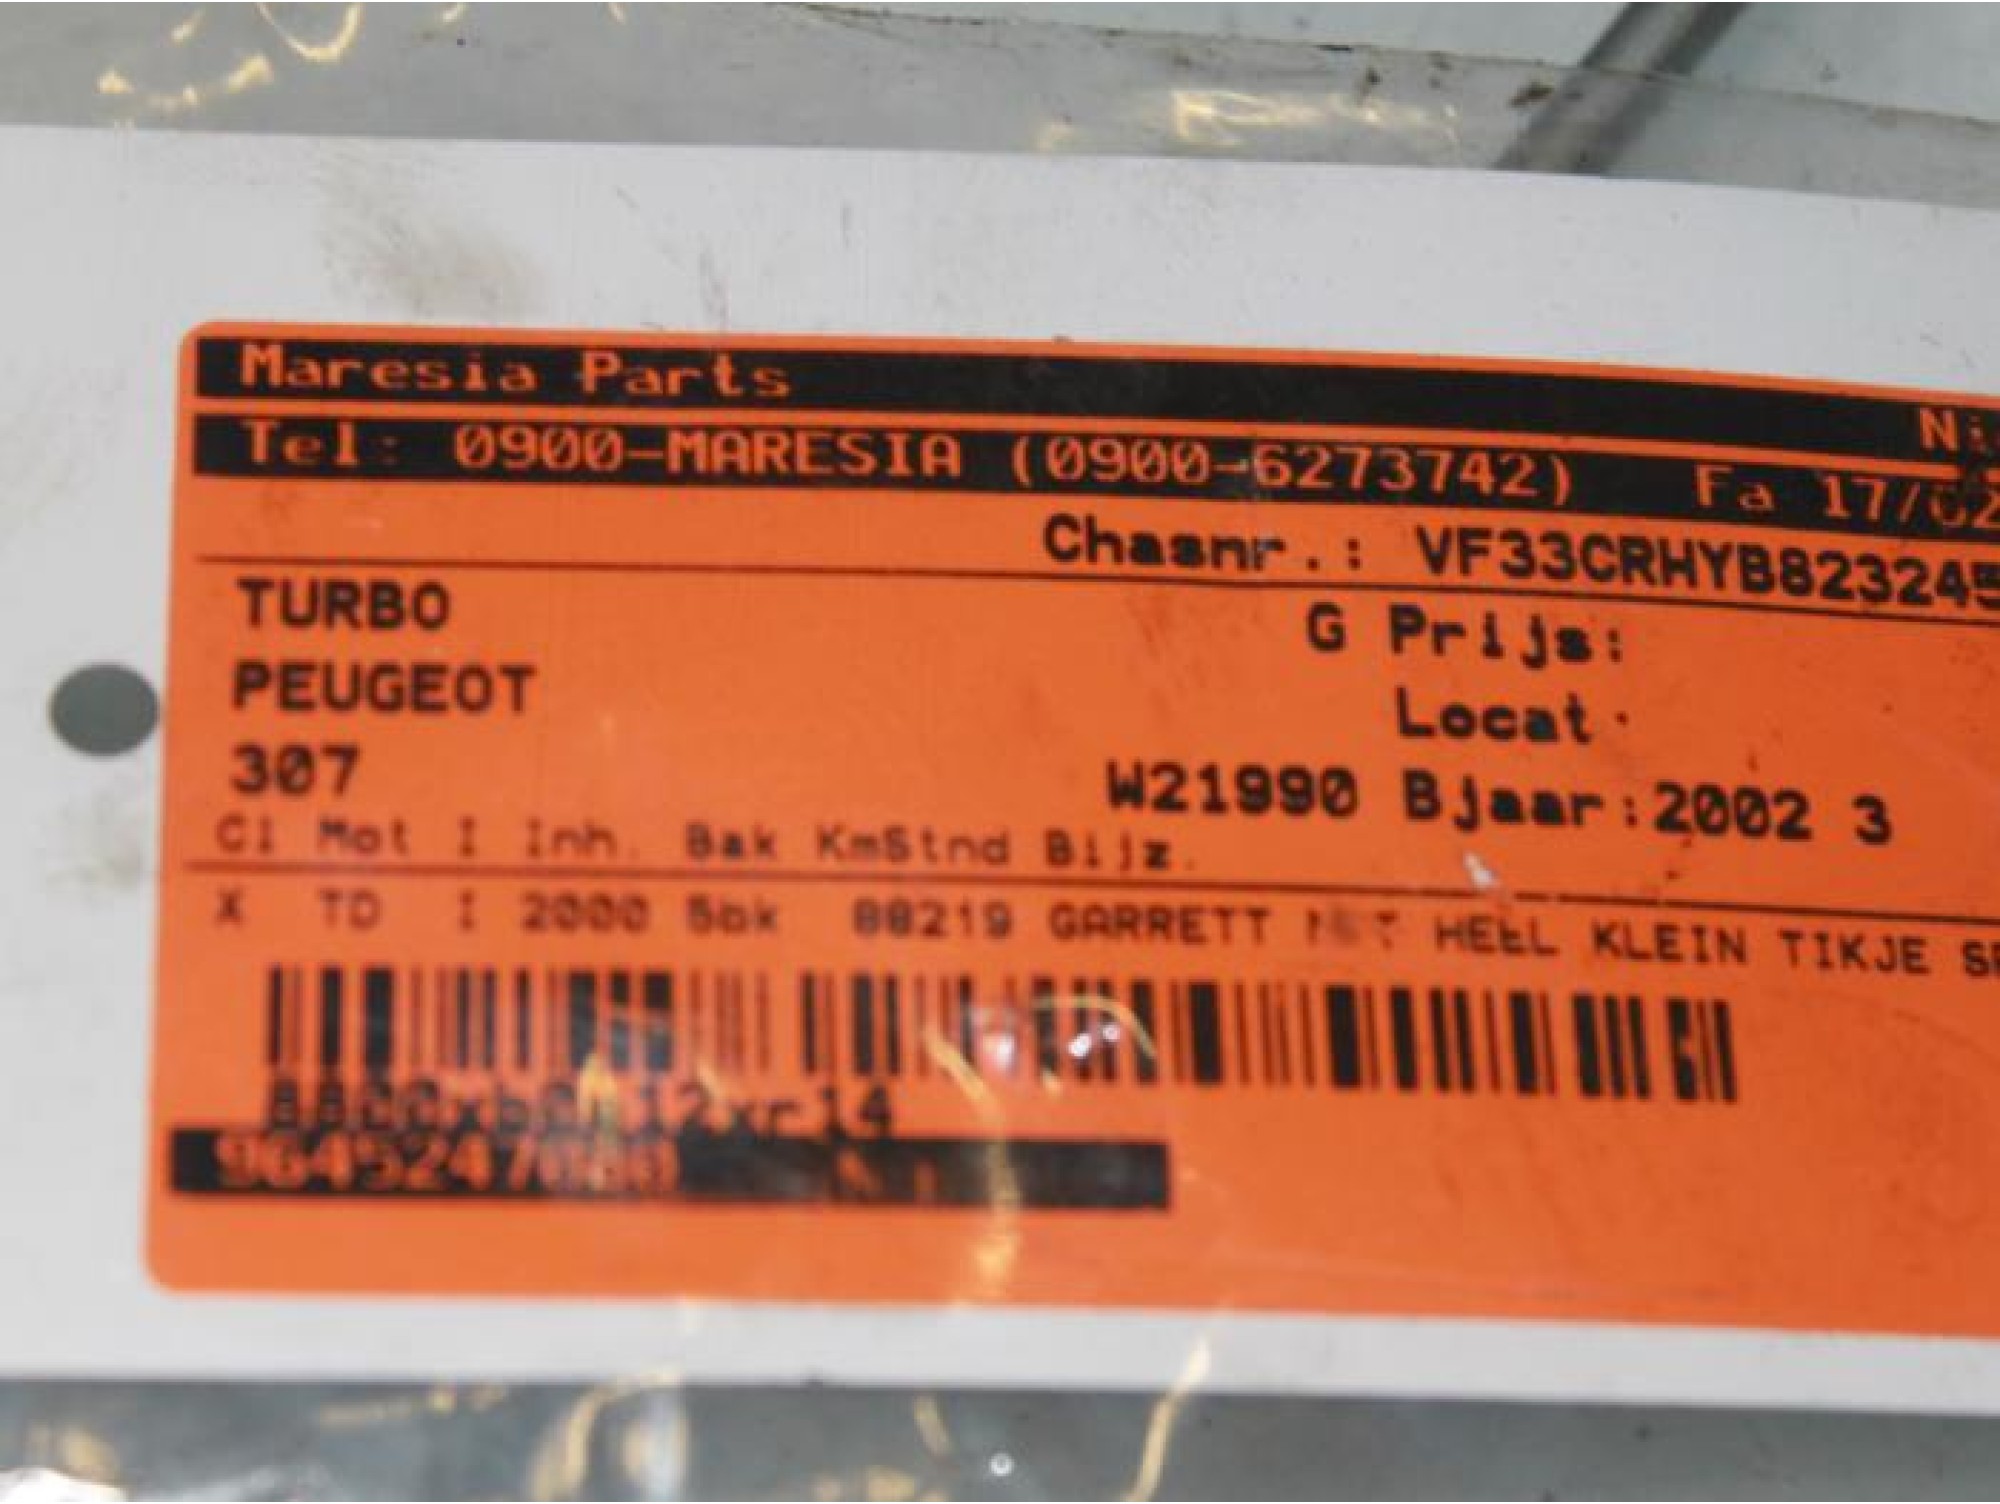 Maresia Parts
Tel: 0900-MARESIA (0900-6273742) Fa 17/02
Chasnr.: VF33CRHYB823245
TURBO
G Prijs:
PEUGEOT
Locat
307
W21990 Bjaar:2002 3
Cl Mot I Inh. Bak KmStnd Bijz.
X TD I 2000 5bk 88219 GARRETT HEEL KLEIN TIKJE